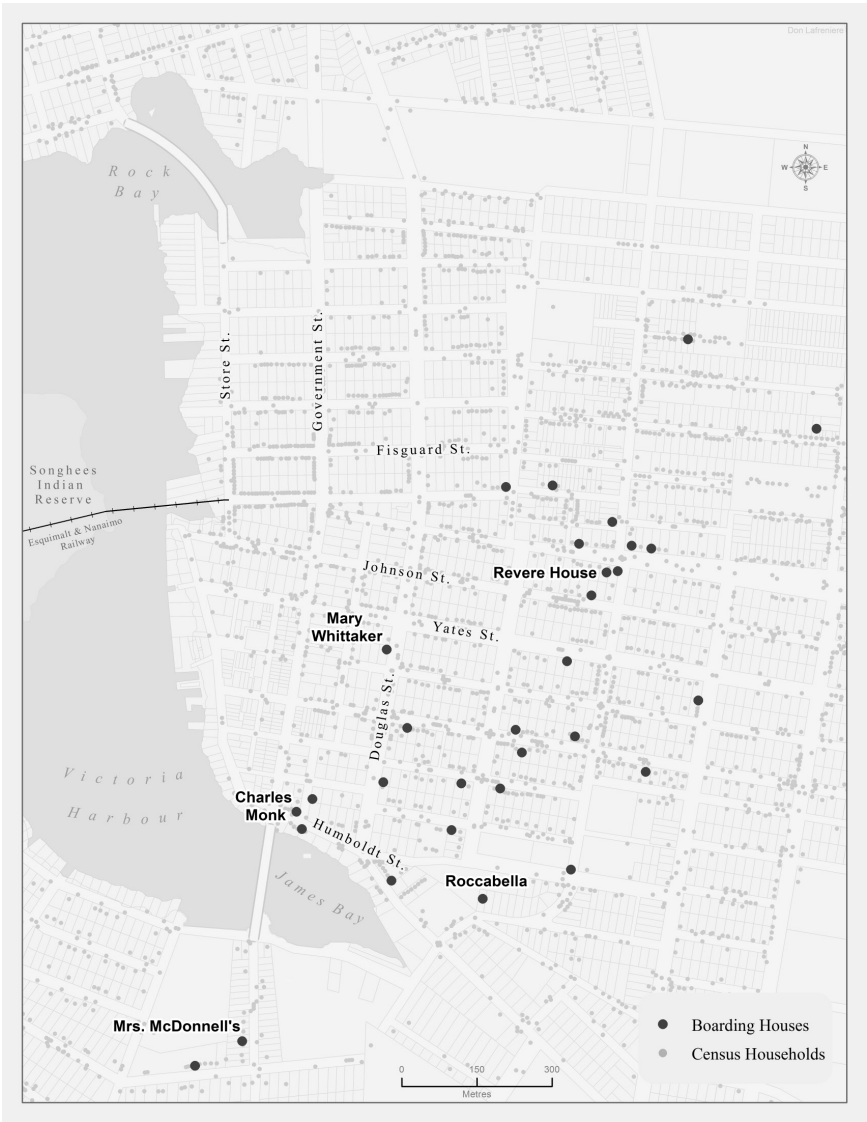 Don Lafreniere
N
W
E
S
Rock
Bay
Store St.
Government St.
Fisguard St.
Songhees
Indian
Reserve
Esquimalt & Nanaimo
Railway
Johnson St.
Revere House
Mary
Whittaker
Yates St.
Douglas St.
Victoria
Harbour
Charles
Monk
Humboldt St.
James Bay
Roccabella
Mrs. McDonnell's
Boarding Houses
Census Households
0 150 300
Metres